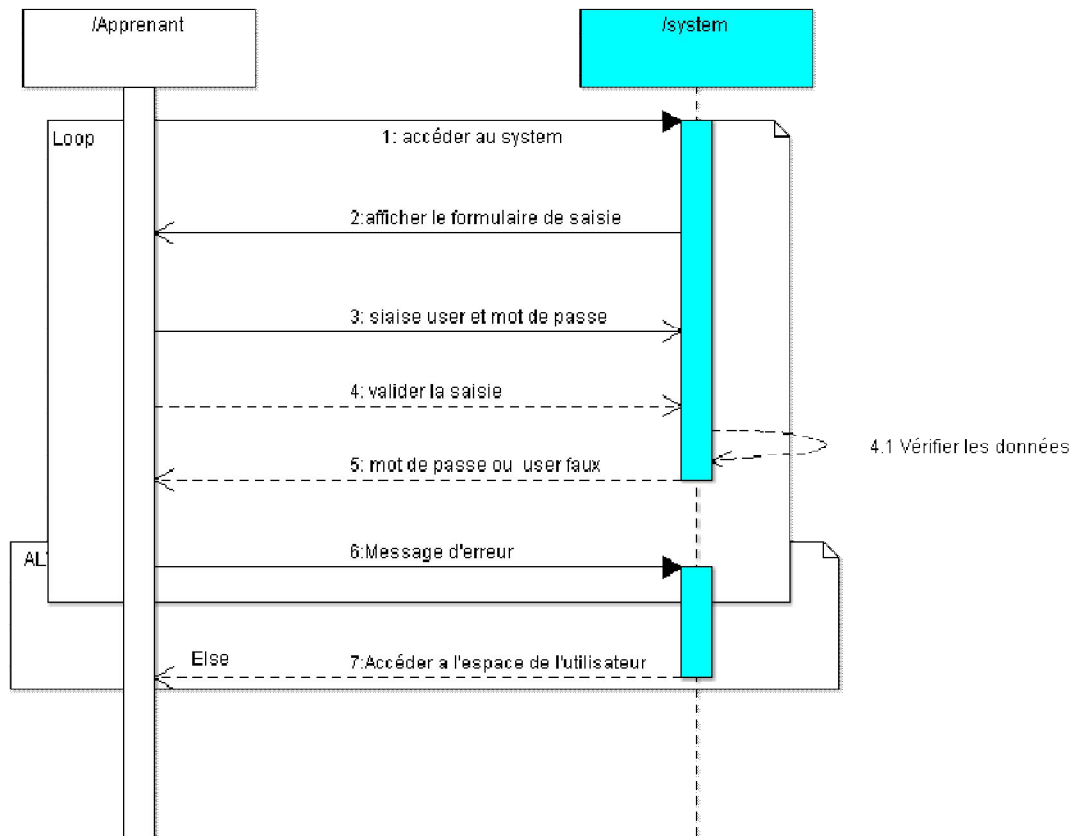 /Apprenant
/system
Loop
1: accéder au system
2:afficher le formulaire de saisie
3: siaise user et mot de passe
4: valider la saisie
4.1 Vérifier les données
5: mot de passe ou user faux
AL
6:Message d'erreur
Else
7:Accéder a l'espace de l'utilisateur